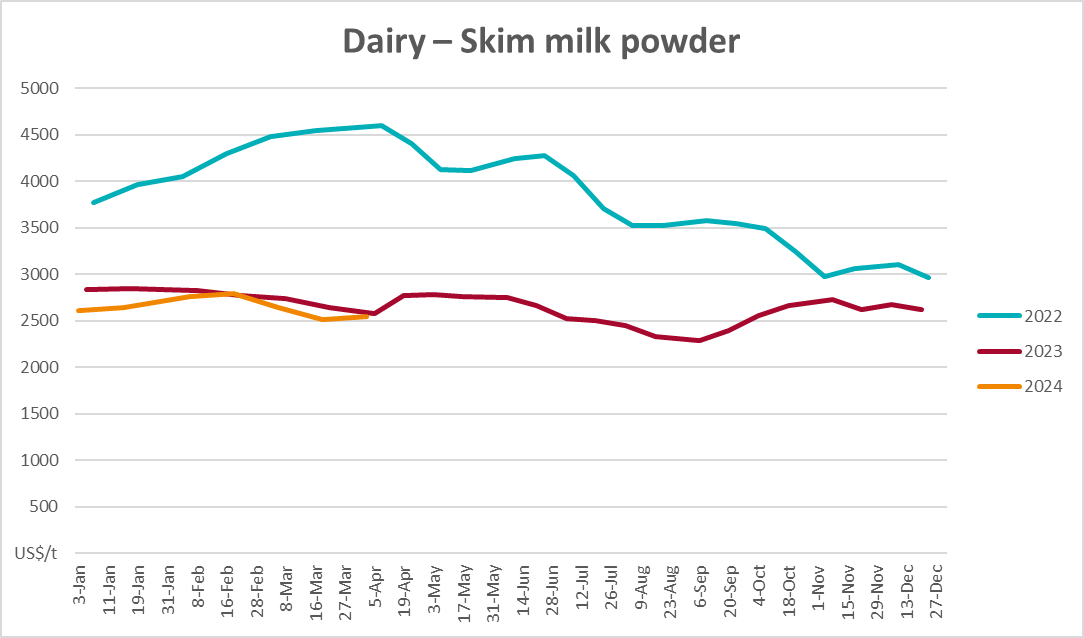 Dairy – Skim milk powder
5000
4500
4000
3500
3000
2500
2000
1500
1000
500
US$/t
3-Jan
11-Jan
19-Jan
31-Jan
8-Feb
16-Feb
28-Feb
8-Mar
16-Mar
27-Mar
5-Apr
19-Apr
3-May
17-May
31-May
14-Jun
28-Jun
12-Jul
26-Jul
9-Aug
23-Aug
6-Sep
20-Sep
4-Oct
18-Oct
1-Nov
15-Nov
29-Nov
13-Dec
27-Dec
2022
2023
2024